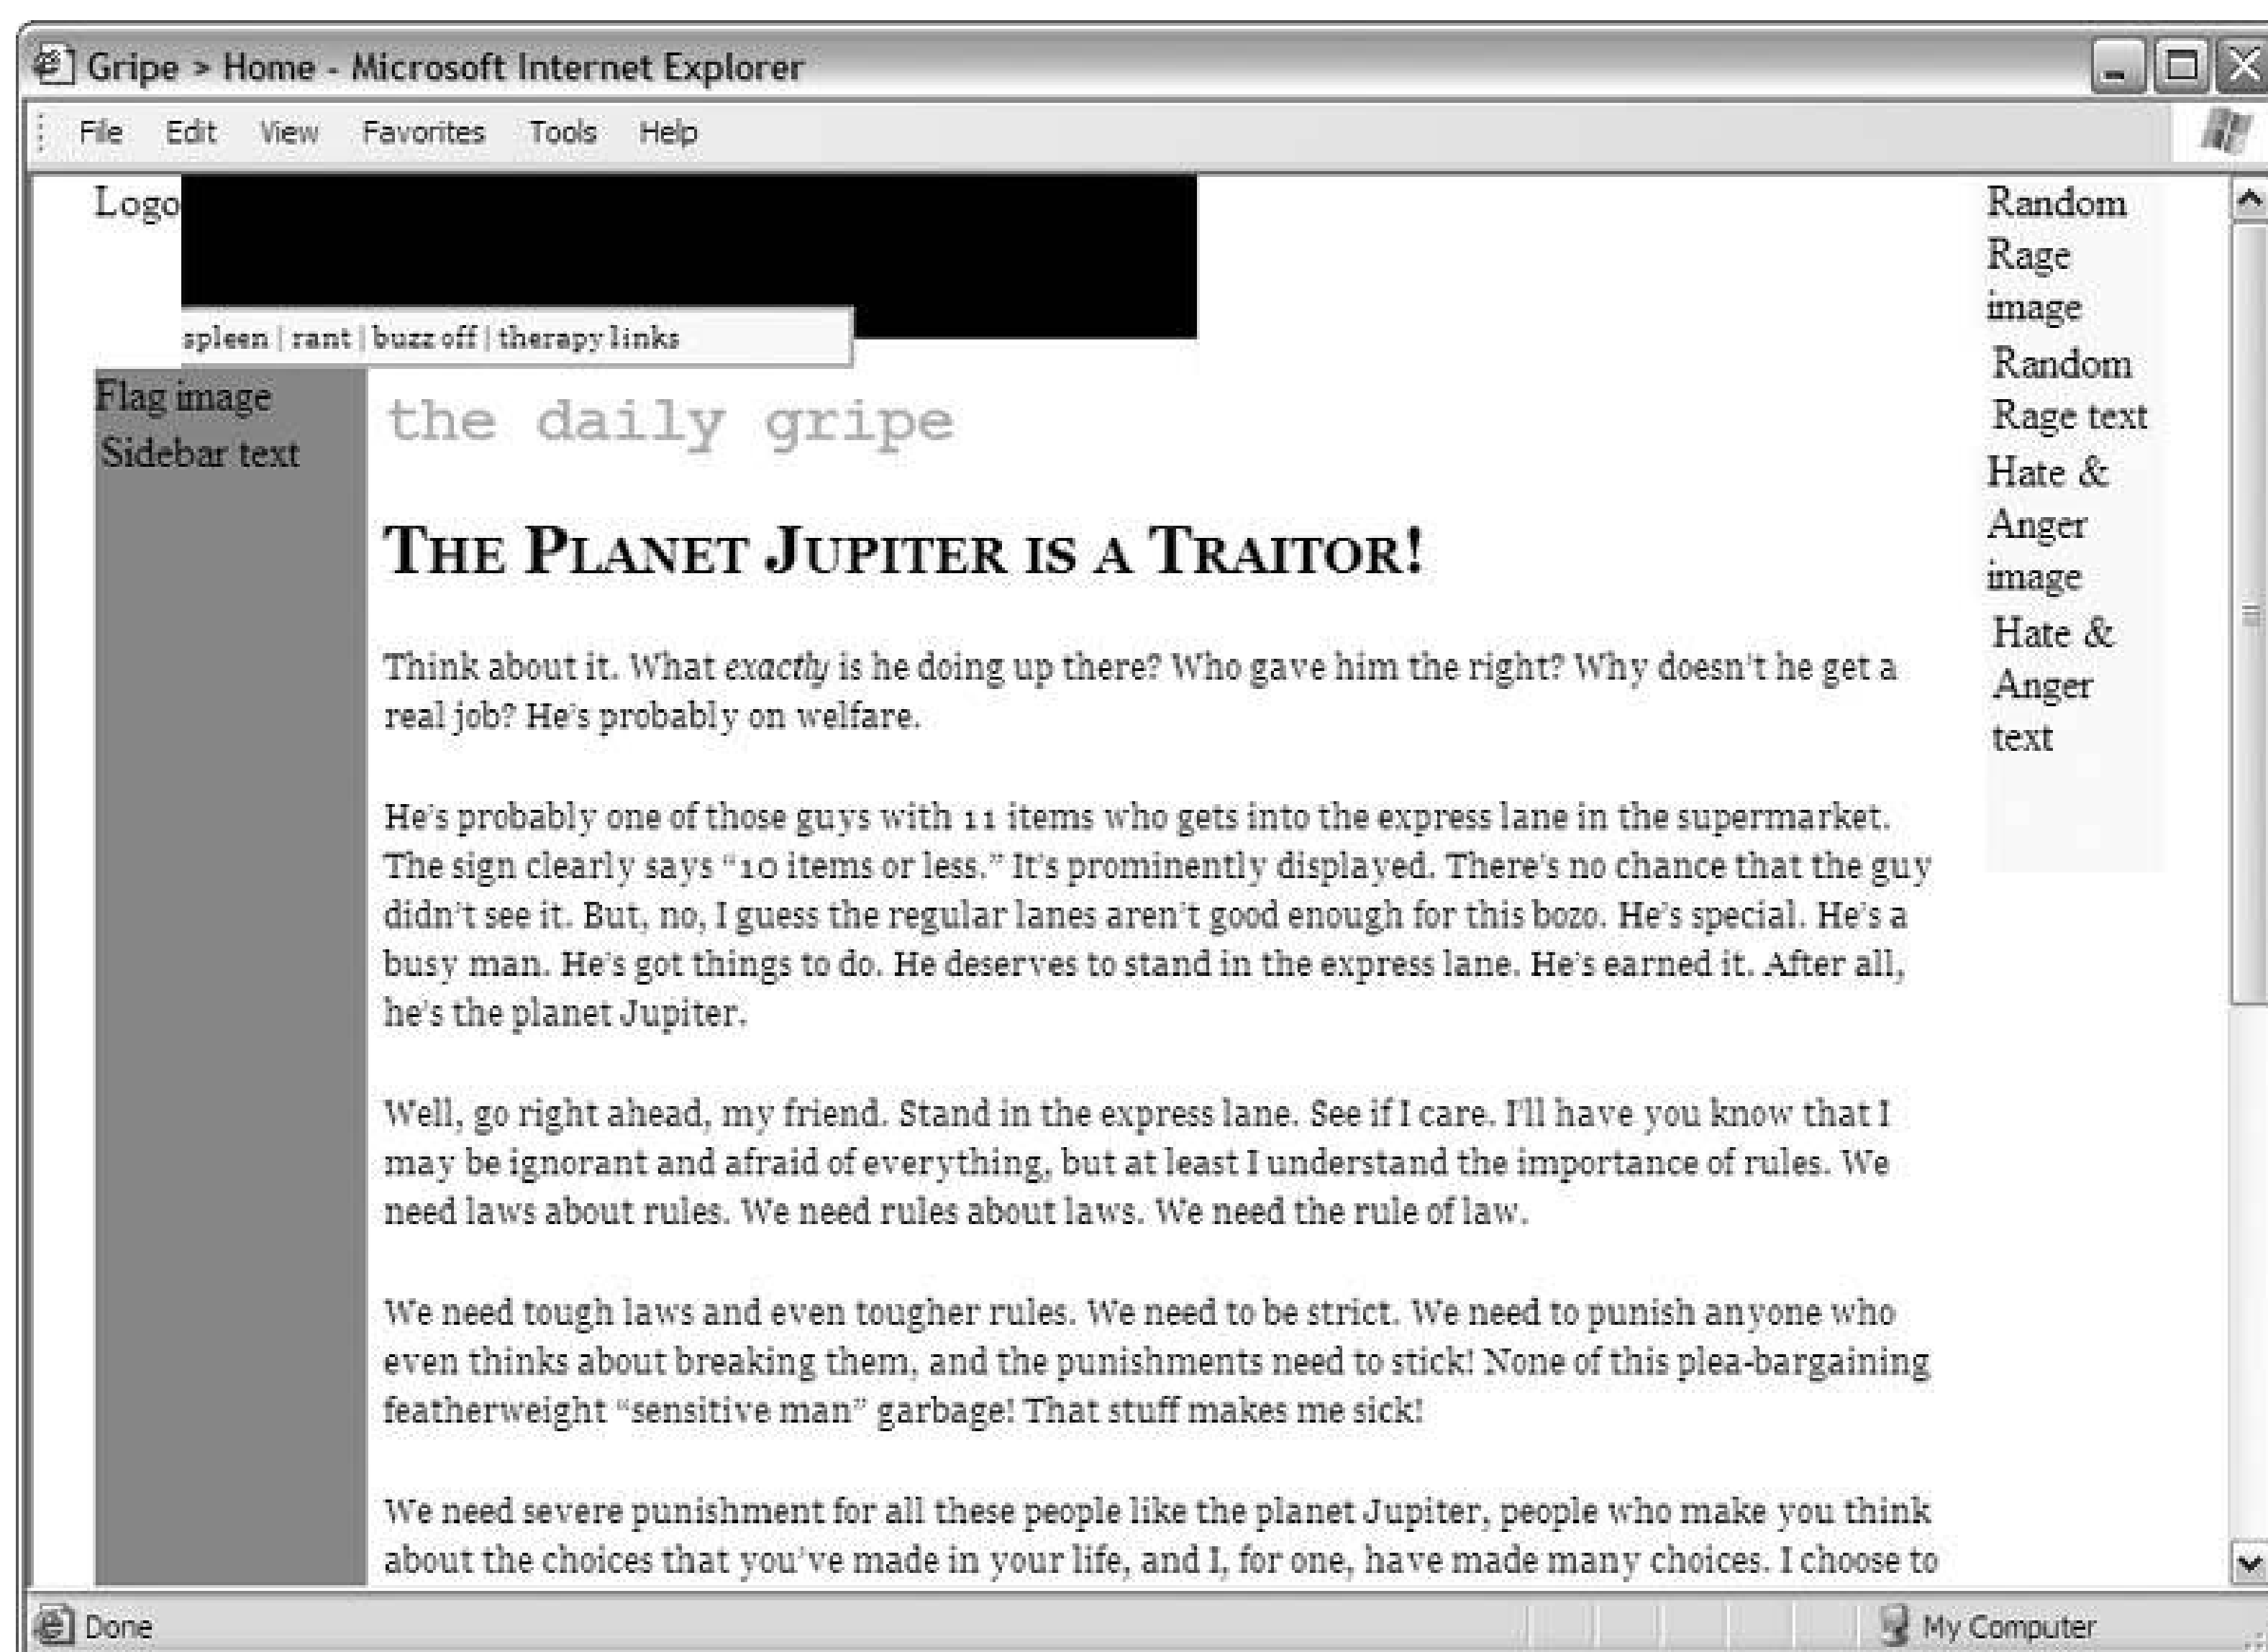 Gripe > Home - Microsoft Internet Explorer
File Edit View Favorites Tools Help
Logo
spleen | rant | buzz off | therapy links
Flag image
Sidebar text
the daily gripe
The Planet Jupiter is a Traitor!
Think about it. What exactly is he doing up there? Who gave him the right? Why doesn't he get a
real job? He's probably on welfare.
He's probably one of those guys with 11 items who gets into the express lane in the supermarket.
The sign clearly says “10 items or less.” It's prominently displayed. There's no chance that the guy
didn't see it. But, no, I guess the regular lanes aren't good enough for this bozo. He's special. He's a
busy man. He's got things to do. He deserves to stand in the express lane. He's earned it. After all,
he's the planet Jupiter.
Well, go right ahead, my friend. Stand in the express lane. See if I care. I'll have you know that I
may be ignorant and afraid of everything, but at least I understand the importance of rules. We
need laws about rules. We need rules about laws. We need the rule of law.
We need tough laws and even tougher rules. We need to be strict. We need to punish anyone who
even thinks about breaking them, and the punishments need to stick! None of this plea-bargaining
featherweight “sensitive man” garbage! That stuff makes me sick!
We need severe punishment for all these people like the planet Jupiter, people who make you think
about the choices that you've made in your life, and I, for one, have made many choices. I choose to
Random
Rage
image
Random
Rage text
Hate &
Anger
image
Hate &
Anger
text
Done
My Computer